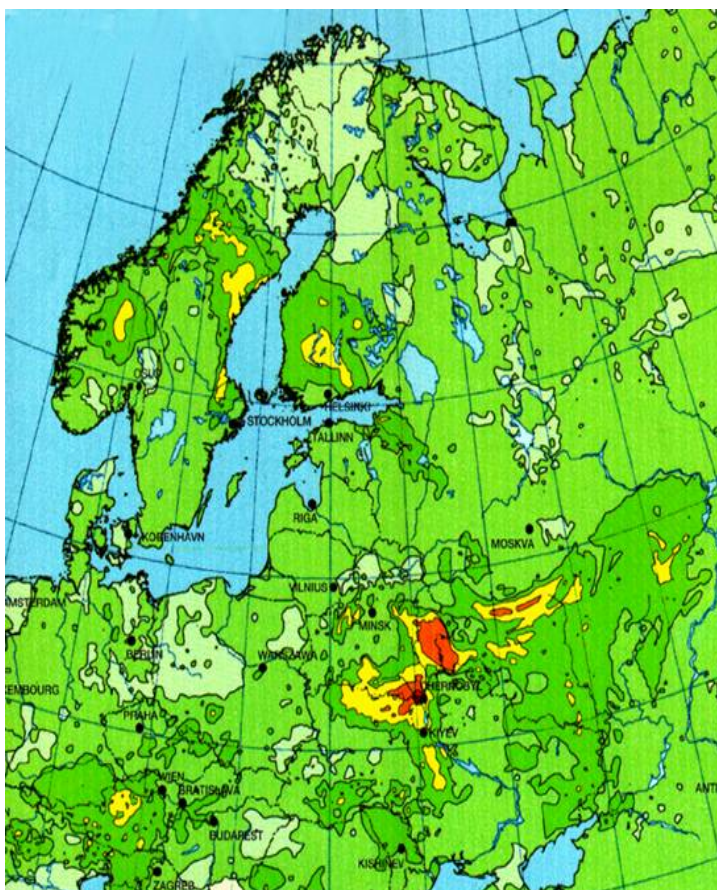 OSLO
HELSINKI
STOCKHOLM
TALLINN
RIGA
MOSKVA
KOBENHAVN
VILNIUS
AMSTERDAM
MINSK
BERLIN
WARSZAWA
CHERNOBYL
PRAHA
KIYEV
WIEN
BRATISLAVA
BUDAPEST
KISHINEV
ZAGREB